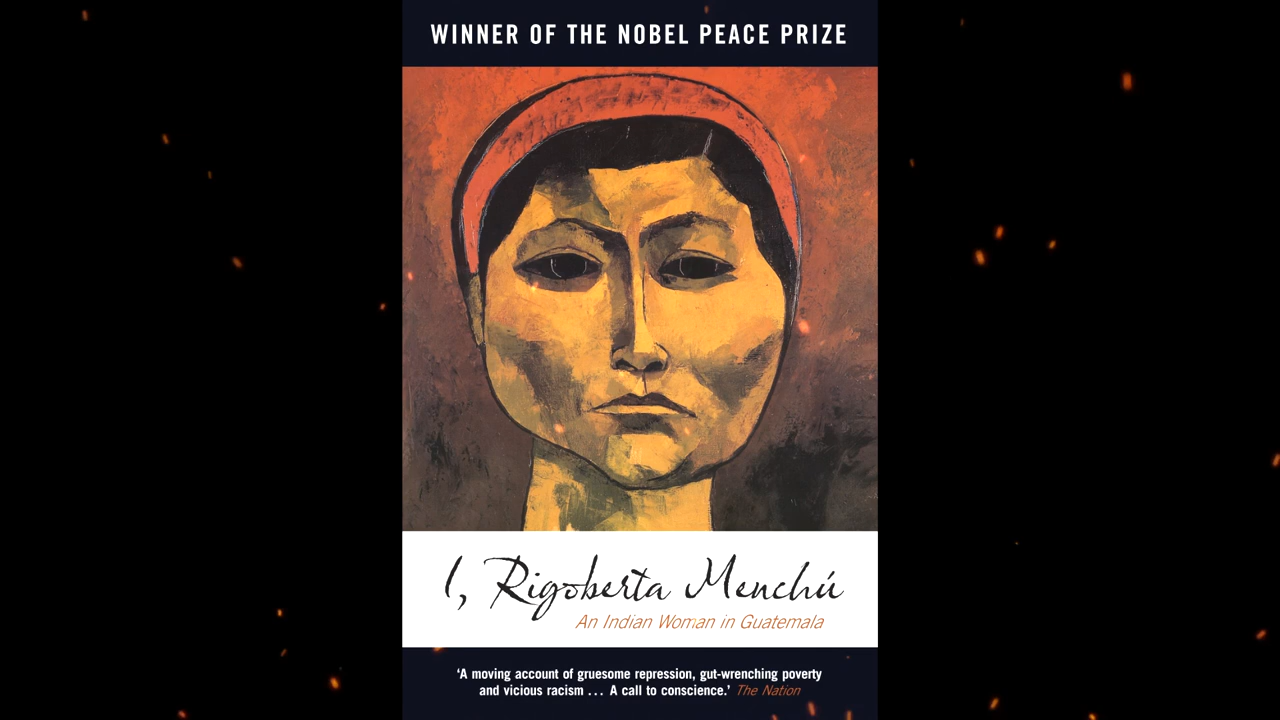 WINNER OF THE NOBEL PEACE PRIZE
I, Rigoberta Menchú
An Indian Woman in Guatemala
‘A moving account of gruesome repression, gut-wrenching poverty
and vicious racism ... A call to conscience.’ The Nation